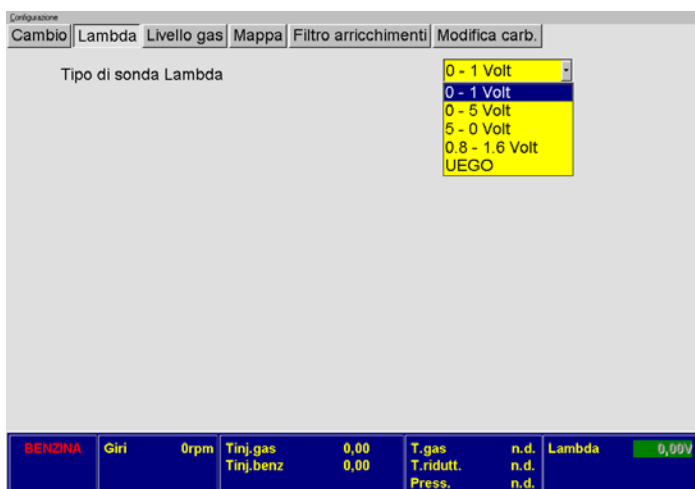 Configurazione
Cambio Lambda Livello gas Mappa Filtro arricchimenti Modifica carb.
Tipo di sonda Lambda 0 - 1 Volt
0 - 1 Volt
0 - 5 Volt
5 - 0 Volt
0.8 - 1.6 Volt
UEGO
BENZINA Giri 0rpm Tinj.gas 0,00 T.gas n.d. Lambda 0,00V
Tinj.benz 0,00 T.ridutt. n.d.
Press. n.d.